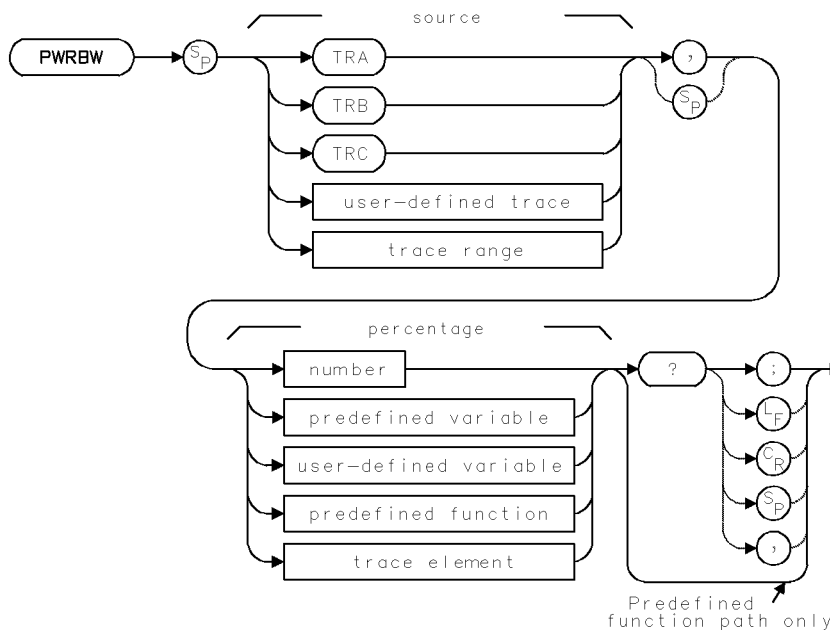 source
PWRBW SP TRA ,
TRB SP
TRC
user-defined trace
trace range
percentage
number ? ;
predefined variable LF
user-defined variable CR
predefined function SP
trace element ,
Predefined
function path only